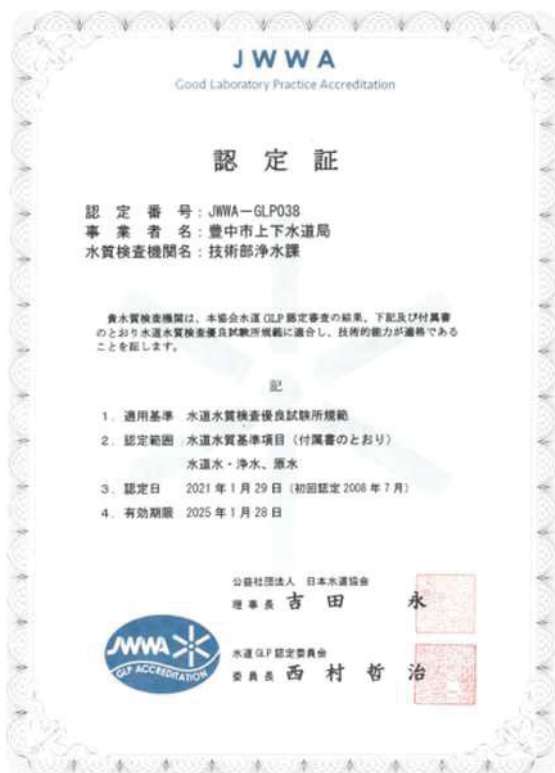 JWWA
Good Laboratory Practice Accreditation
認定証
認定番号：JWWA－GLP038
事業者名：豊中市上下水道局
水質検査機関名：技術部浄水課
貴水質検査機関は、本協会水道GLP認定審査の結果、下記及び付属書
のとおり水道水質検査優良試験所規範に適合し、技術的能力が適格である
ことを証します。
記
1．適用基準 水道水質検査優良試験所規範
2．認定範囲 水道水質基準項目（付属書のとおり）
水道水・浄水、原水
3．認定日 2021年1月29日（初回認定2008年7月）
4．有効期限 2025年1月28日
公益社団法人 日本水道協会
理事長 吉田 永
水道GLP認定委員会
委員長 西村哲治
JWWA
GLP ACCREDITATION